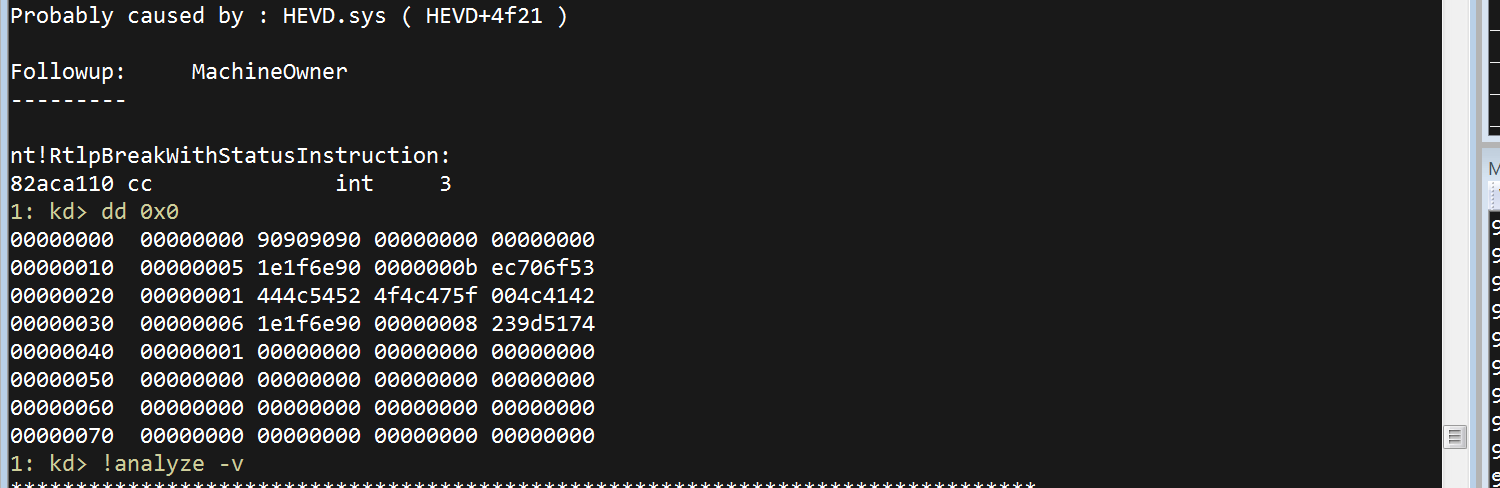 Probably caused by : HEVD.sys ( HEVD+4f21 )
Followup:     MachineOwner
---------
nt!RtlpBreakWithStatusInstruction:
82aca110 cc              int     3
1: kd> dd 0x0
00000000  00000000 90909090 00000000 00000000
00000010  00000005 1e1f6e90 0000000b ec706f53
00000020  00000001 444c5452 4f4c475f 004c4142
00000030  00000006 1e1f6e90 00000008 239d5174
00000040  00000001 00000000 00000000 00000000
00000050  00000000 00000000 00000000 00000000
00000060  00000000 00000000 00000000 00000000
00000070  00000000 00000000 00000000 00000000
1: kd> !analyze -v
*******************************************************************************